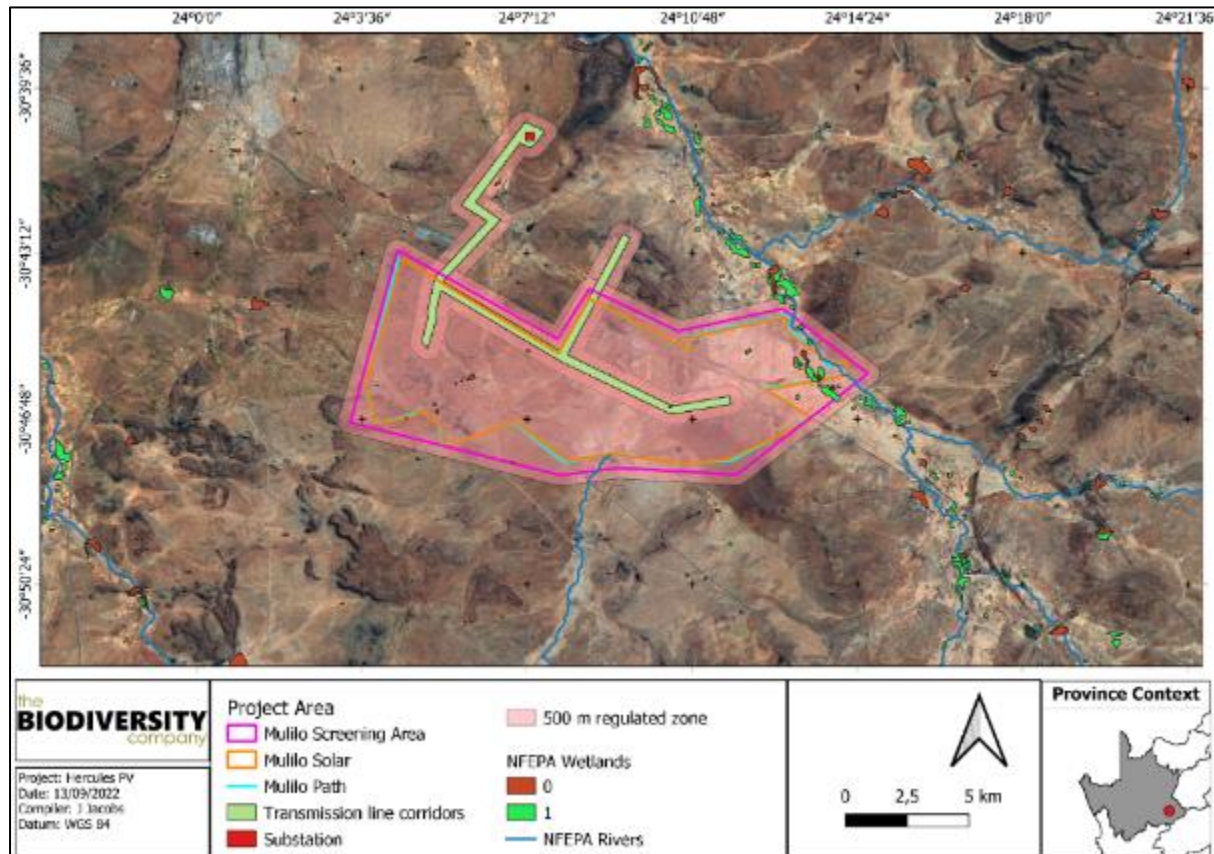 24°0'0" 24°3'36" 24°7'12" 24°10'48" 24°14'24" 24°18'0" 24°21'36"
-30°39'36"
-30°43'12"
-30°46'48"
-30°50'24"
the
BIODIVERSITY
company
Project: Hercules PV
Date: 13/09/2022
Compiler: J Jacobs
Datum: WGS 84
Project Area
Mulilo Screening Area
Mulilo Solar
Mulilo Path
Transmission line corridors
Substation
500 m regulated zone
NFEPA Wetlands
0
1
NFEPA Rivers
0 2,5 5 km
Province Context